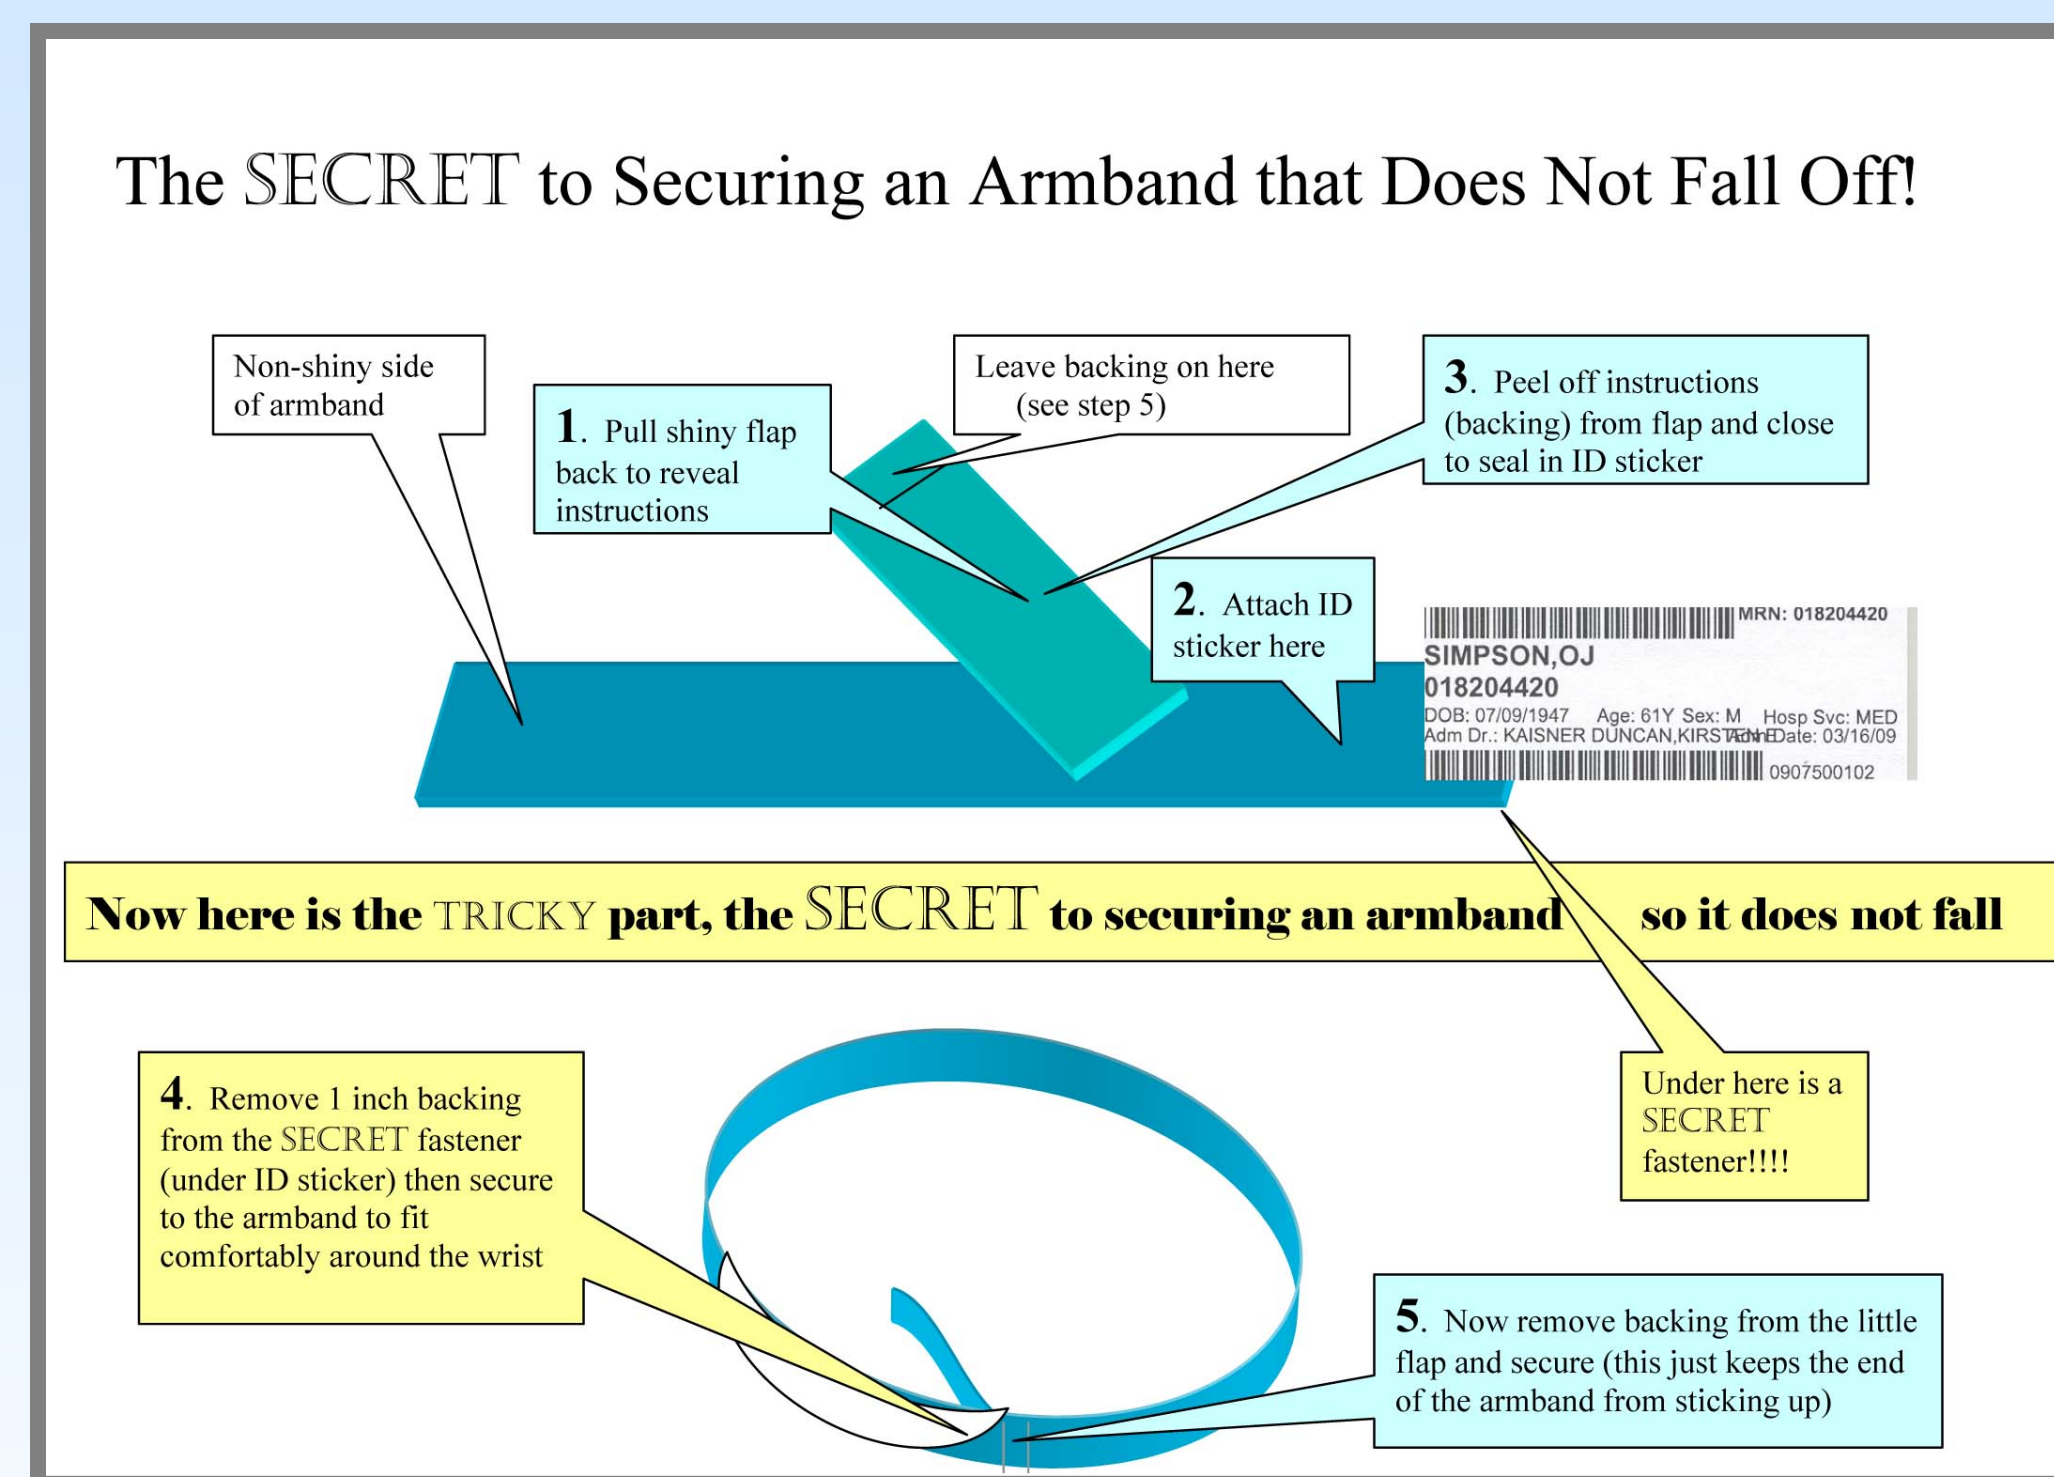 The SECRET to Securing an Armband that Does Not Fall Off!
Non-shiny side
of armband
1. Pull shiny flap
back to reveal
instructions
Leave backing on here
(see step 5)
3. Peel off instructions
(backing) from flap and close
to seal in ID sticker
2. Attach ID
sticker here
MRN: 018204420
SIMPSON,OJ
018204420
DOB: 07/09/1947 Age: 61Y Sex: M Hosp Svc: MED
Adm Dr.: KAISNER DUNCAN,KIRSTEN E Date: 03/16/09
0907500102
Now here is the TRICKY part, the SECRET to securing an armband so it does not fall
4. Remove 1 inch backing
from the SECRET fastener
(under ID sticker) then secure
to the armband to fit
comfortably around the wrist
Under here is a
SECRET
fastener!!!!
5. Now remove backing from the little
flap and secure (this just keeps the end
of the armband from sticking up)